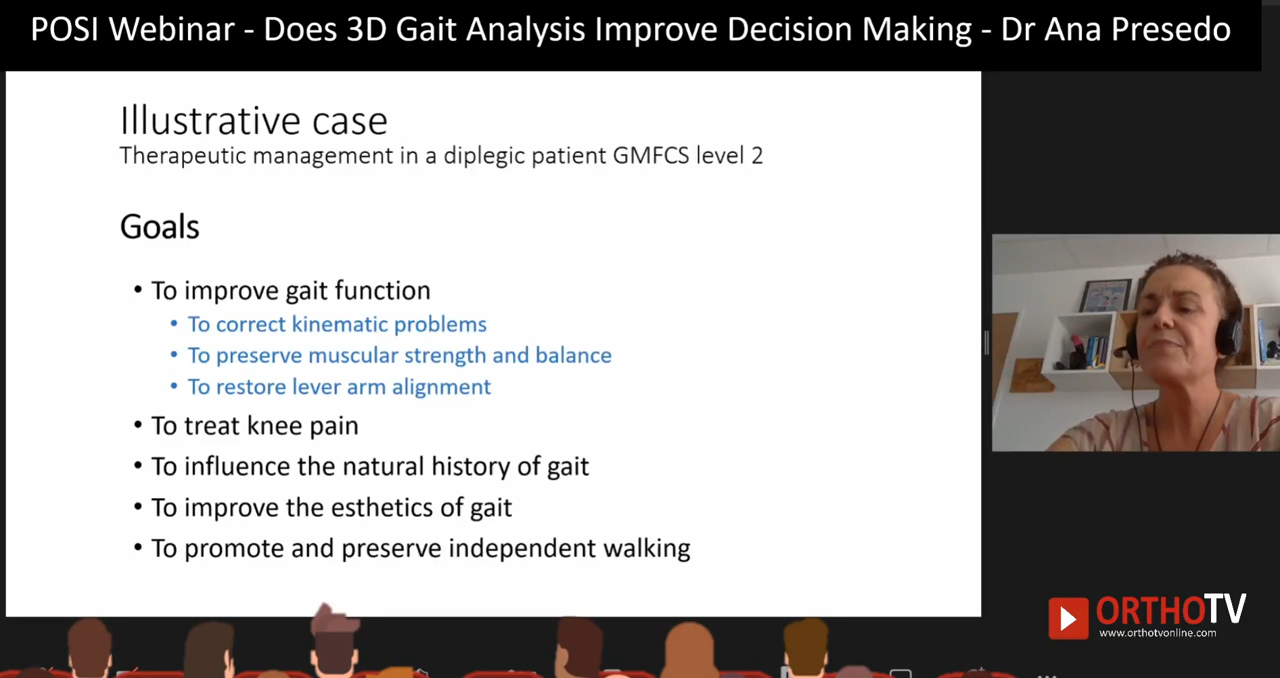 POSI Webinar - Does 3D Gait Analysis Improve Decision Making - Dr Ana Presedo
Illustrative case
Therapeutic management in a diplegic patient GMFCS level 2
Goals
• To improve gait function
• To correct kinematic problems
• To preserve muscular strength and balance
• To restore lever arm alignment
• To treat knee pain
• To influence the natural history of gait
• To improve the esthetics of gait
• To promote and preserve independent walking
ORTHOTV
www.orthotvonline.com